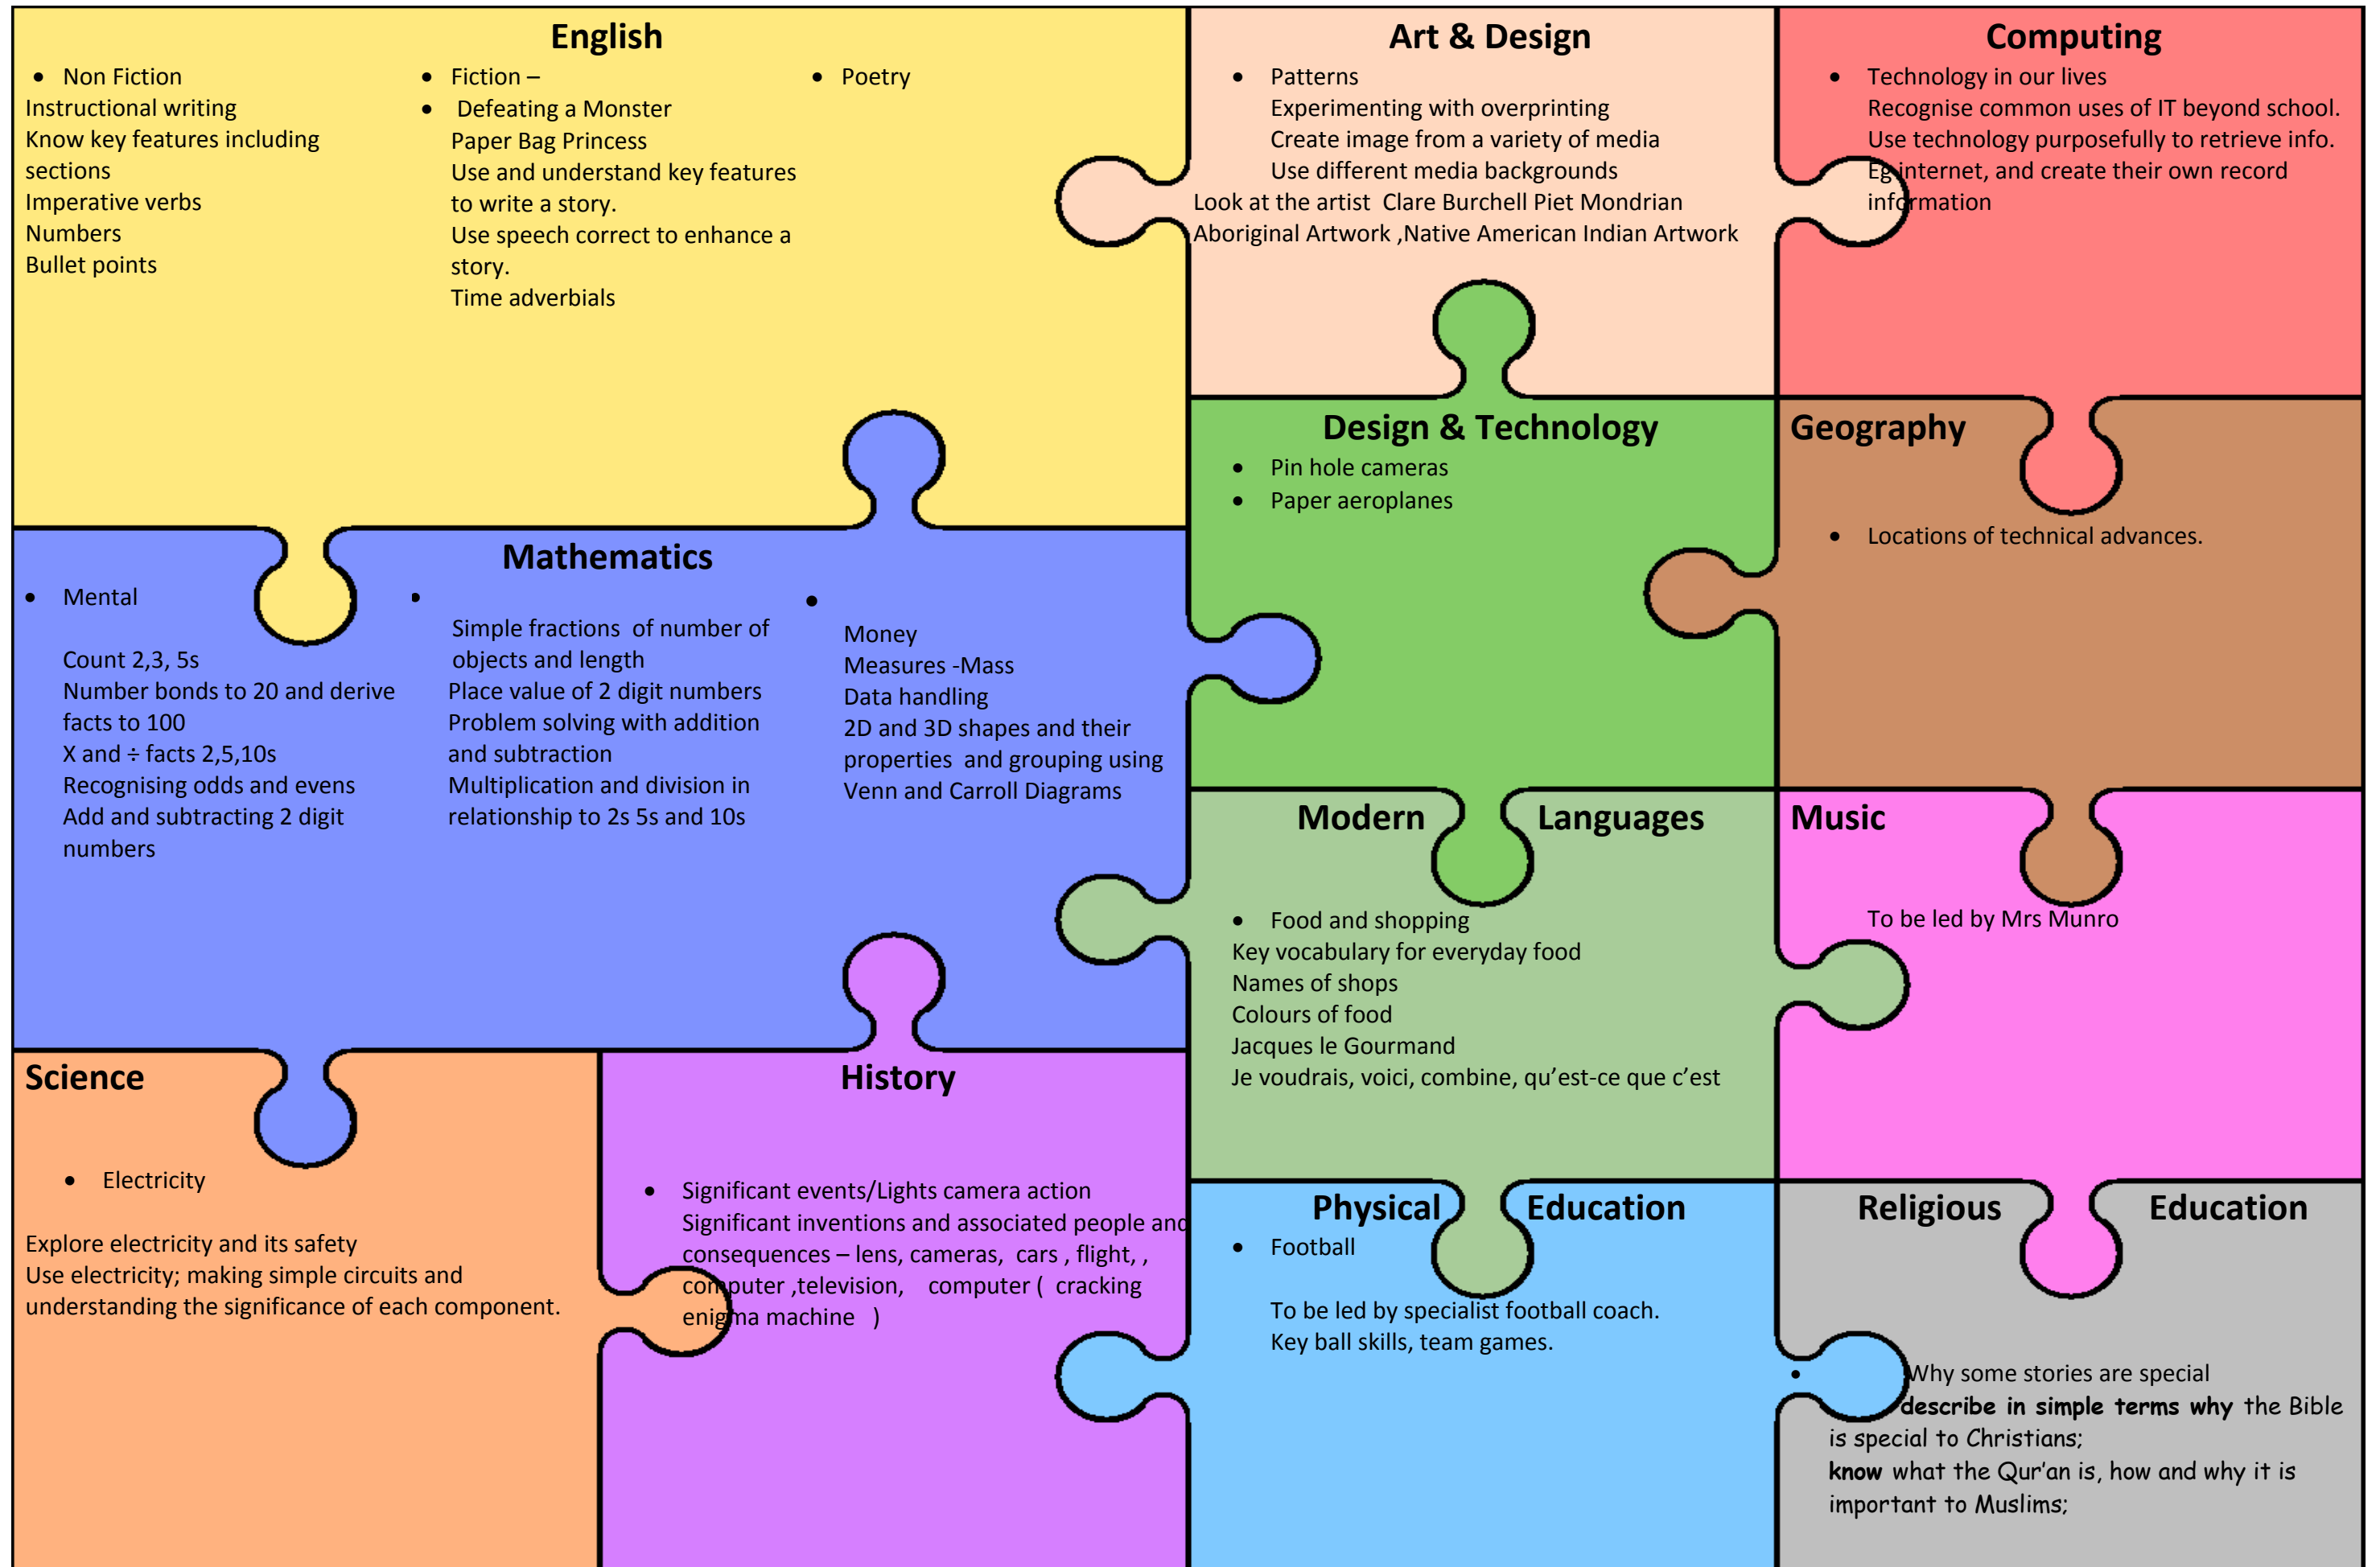 English
• Non Fiction
Instructional writing
Know key features including
sections
Imperative verbs
Numbers
Bullet points
• Fiction –
• Defeating a Monster
Paper Bag Princess
Use and understand key features
to write a story.
Use speech correct to enhance a
story.
Time adverbials
• Poetry
Art & Design
• Patterns
Experimenting with overprinting
Create image from a variety of media
Use different media backgrounds
Look at the artist  Clare Burchell Piet Mondrian
Aboriginal Artwork ,Native American Indian Artwork
Computing
• Technology in our lives
Recognise common uses of IT beyond school.
Use technology purposefully to retrieve info.
Eg internet, and create their own record
information
Design & Technology
• Pin hole cameras
• Paper aeroplanes
Geography
• Locations of technical advances.
Mathematics
• Mental
Count 2,3, 5s
Number bonds to 20 and derive
facts to 100
X and ÷ facts 2,5,10s
Recognising odds and evens
Add and subtracting 2 digit
numbers
•
Simple fractions  of number of
objects and length
Place value of 2 digit numbers
Problem solving with addition
and subtraction
Multiplication and division in
relationship to 2s 5s and 10s
•
Money
Measures -Mass
Data handling
2D and 3D shapes and their
properties  and grouping using
Venn and Carroll Diagrams
Modern Languages
• Food and shopping
Key vocabulary for everyday food
Names of shops
Colours of food
Jacques le Gourmand
Je voudrais, voici, combine, qu’est-ce que c’est
Music
To be led by Mrs Munro
Science
• Electricity
Explore electricity and its safety
Use electricity; making simple circuits and
understanding the significance of each component.
History
• Significant events/Lights camera action
Significant inventions and associated people and
consequences – lens, cameras,  cars , flight, ,
computer ,television,    computer (  cracking
enigma machine   )
Physical Education
• Football
To be led by specialist football coach.
Key ball skills, team games.
Religious Education
• Why some stories are special
describe in simple terms why the Bible
is special to Christians;
know what the Qur’an is, how and why it is
important to Muslims;